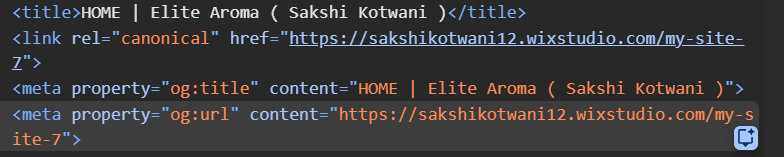 <title>HOME | Elite Aroma ( Sakshi Kotwani )</title>
<link rel="canonical" href="https://sakshikotwani12.wixstudio.com/my-site-
7">
<meta property="og:title" content="HOME | Elite Aroma ( Sakshi Kotwani )">
<meta property="og:url" content="https://sakshikotwani12.wixstudio.com/my-s
ite-7">